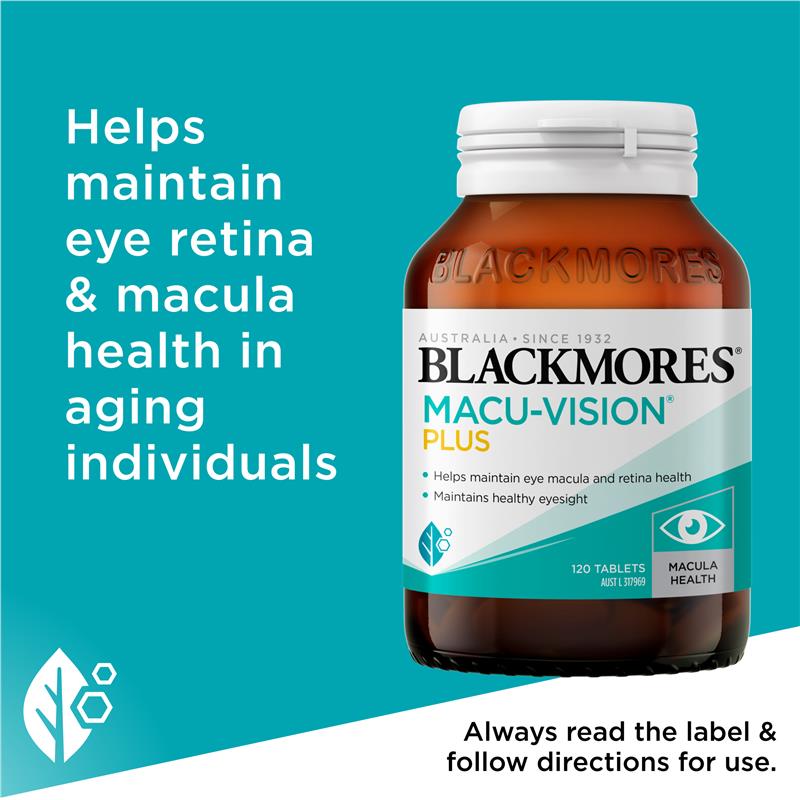 Helps
maintain
eye retina
& macula
health in
aging
individuals
BLACKMORES
AUSTRALIA • SINCE 1932
BLACKMORES®
MACU-VISION®
PLUS
• Helps maintain eye macula and retina health
• Maintains healthy eyesight
120 TABLETS
AUST L 317969
MACULA
HEALTH
Always read the label &
follow directions for use.